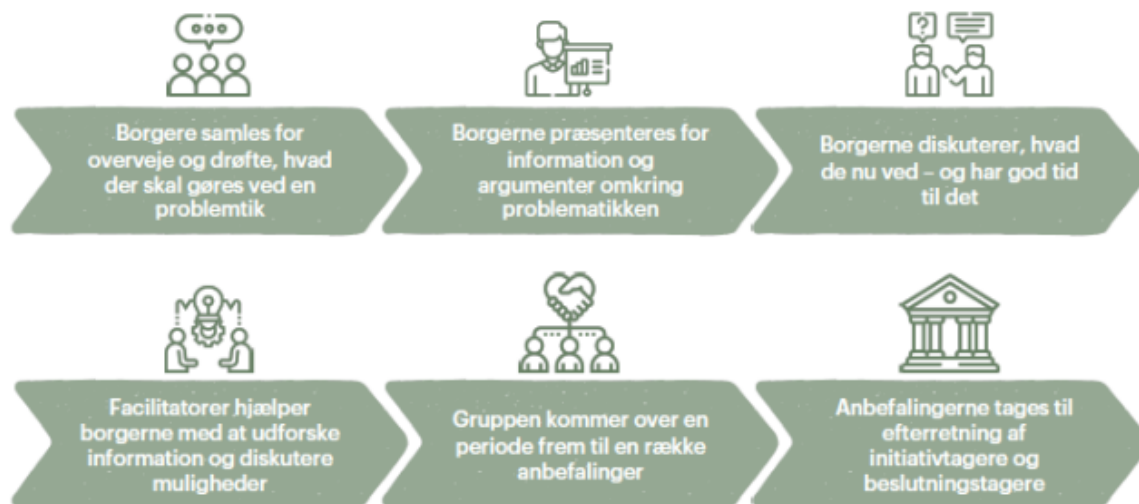 Borgere samles for
overveje og drøfte, hvad
der skal gøres ved en
problemtik
Borgerne præsenteres for
information og
argumenter omkring
problematikken
?
Borgerne diskuterer, hvad
de nu ved – og har god tid
til det
Facilitatorer hjælper
borgerne med at udforske
information og diskutere
muligheder
Gruppen kommer over en
periode frem til en række
anbefalinger
Anbefalingerne tages til
efterretning af
initiativtagere og
beslutningstagere